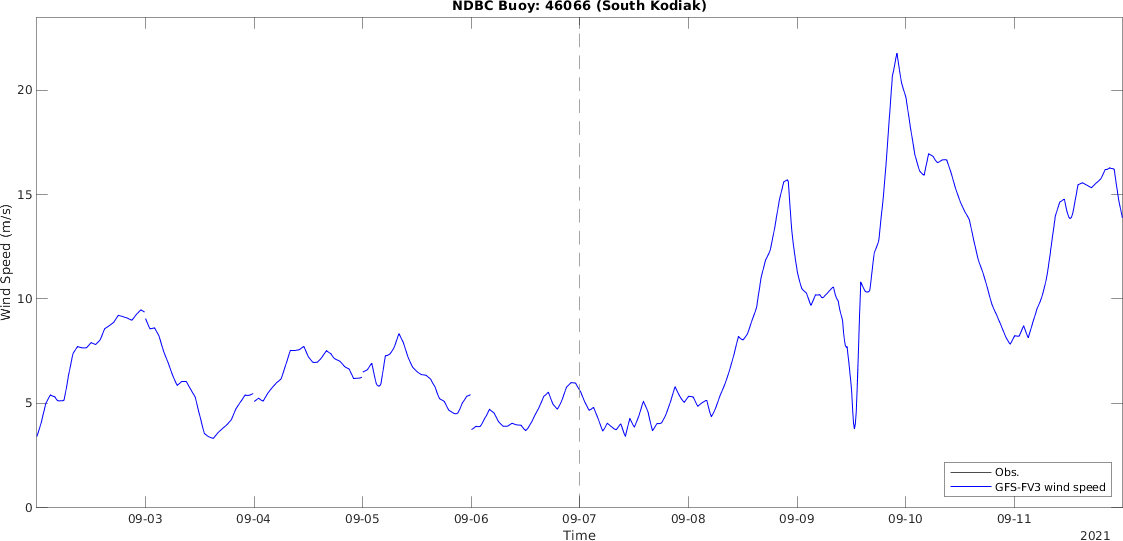 NDBC Buoy: 46066 (South Kodiak)
Wind Speed (m/s)
20
15
10
5
0
Obs.
GFS-FV3 wind speed
09-03 09-04 09-05 09-06 09-07 09-08 09-09 09-10 09-11
Time
2021